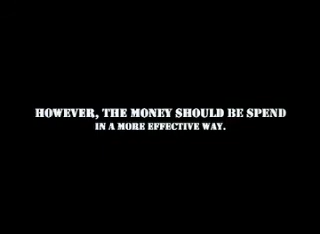 HOWEVER, THE MONEY SHOULD BE SPEND
IN A MORE EFFECTIVE WAY.